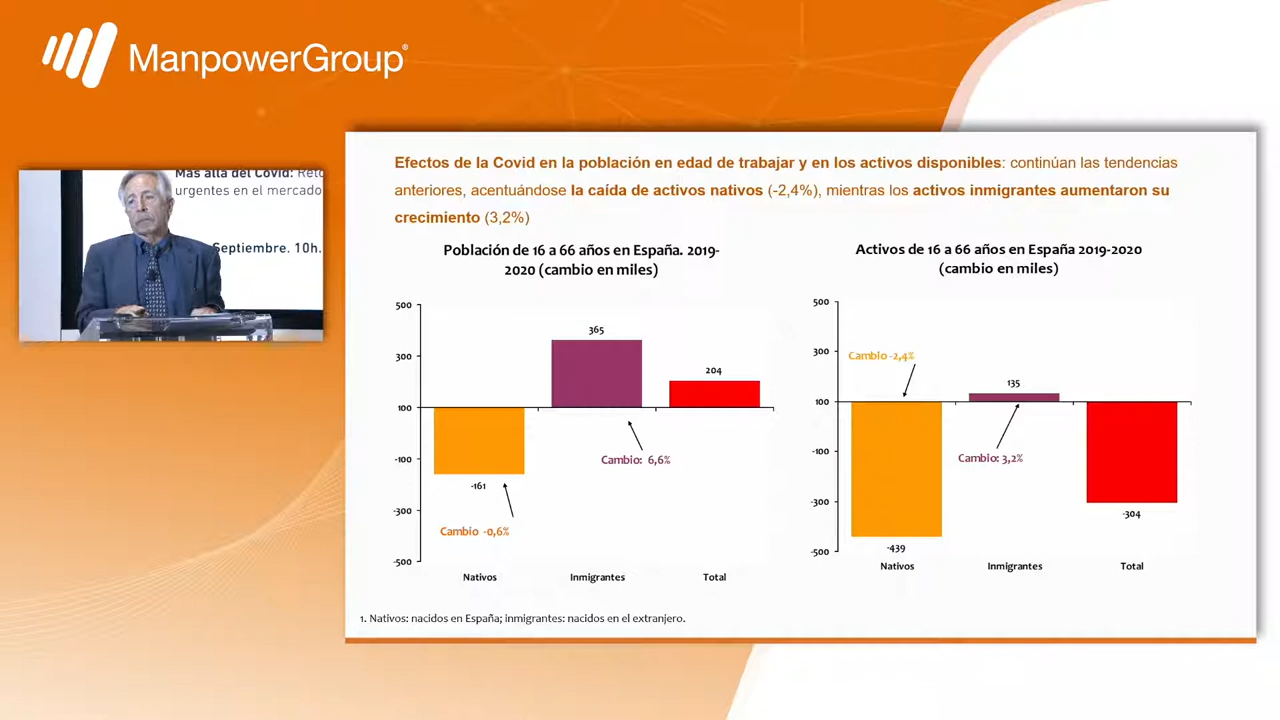 ManpowerGroup®
Más allá del Covid: Reto
urgentes en el mercado
Septiembre. 10h.
Efectos de la Covid en la población en edad de trabajar y en los activos disponibles: continúan las tendencias
anteriores, acentuándose la caída de activos nativos (-2,4%), mientras los activos inmigrantes aumentaron su
crecimiento (3,2%)
Población de 16 a 66 años en España. 2019-
2020 (cambio en miles)
500
300
100
-100
-300
-500
365
204
-161
Cambio: 6,6%
Cambio -0,6%
Nativos
Inmigrantes
Total
Activos de 16 a 66 años en España 2019-2020
(cambio en miles)
500
300
100
-100
-300
-500
Cambio -2,4%
135
Cambio: 3,2%
-304
-439
Nativos
Inmigrantes
Total
1. Nativos: nacidos en España; inmigrantes: nacidos en el extranjero.